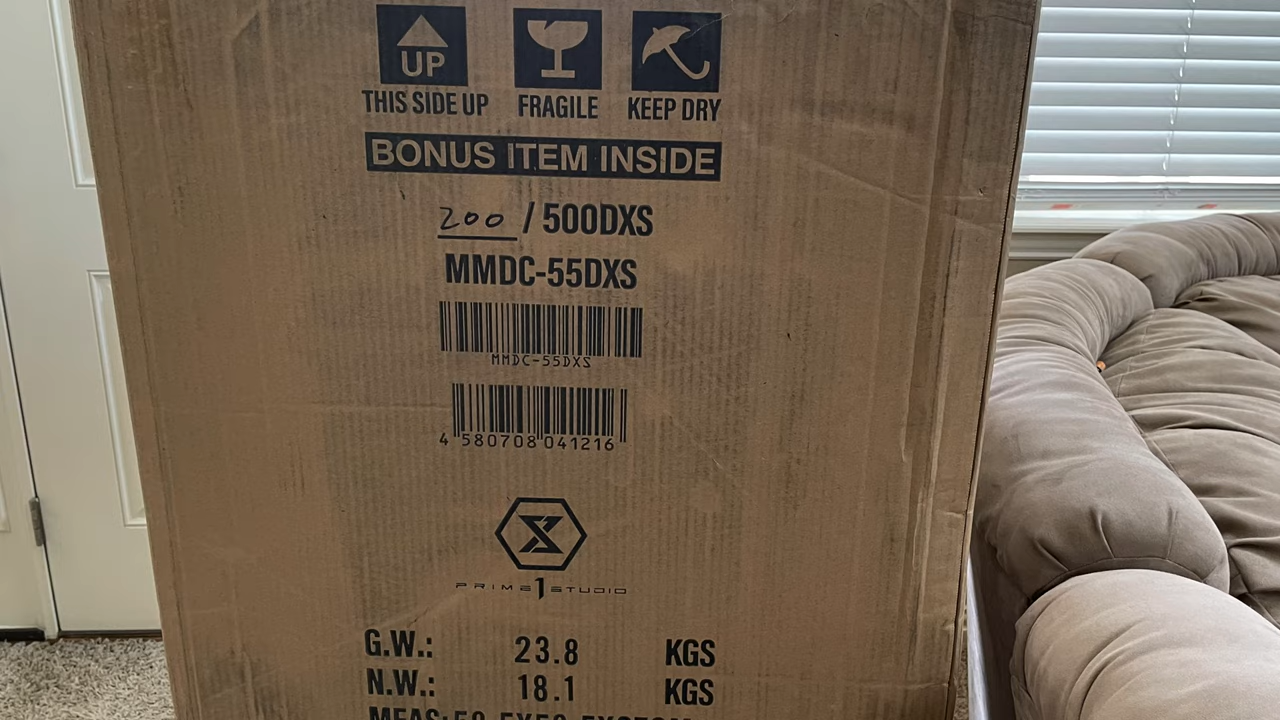 UP
THIS SIDE UP FRAGILE KEEP DRY
BONUS ITEM INSIDE
200 / 500DXS
MMDC-55DXS
MMDC-55DXS
4 580708 041216
PRIME 1 STUDIO
G.W.: 23.8 KGS
N.W.: 18.1 KGS